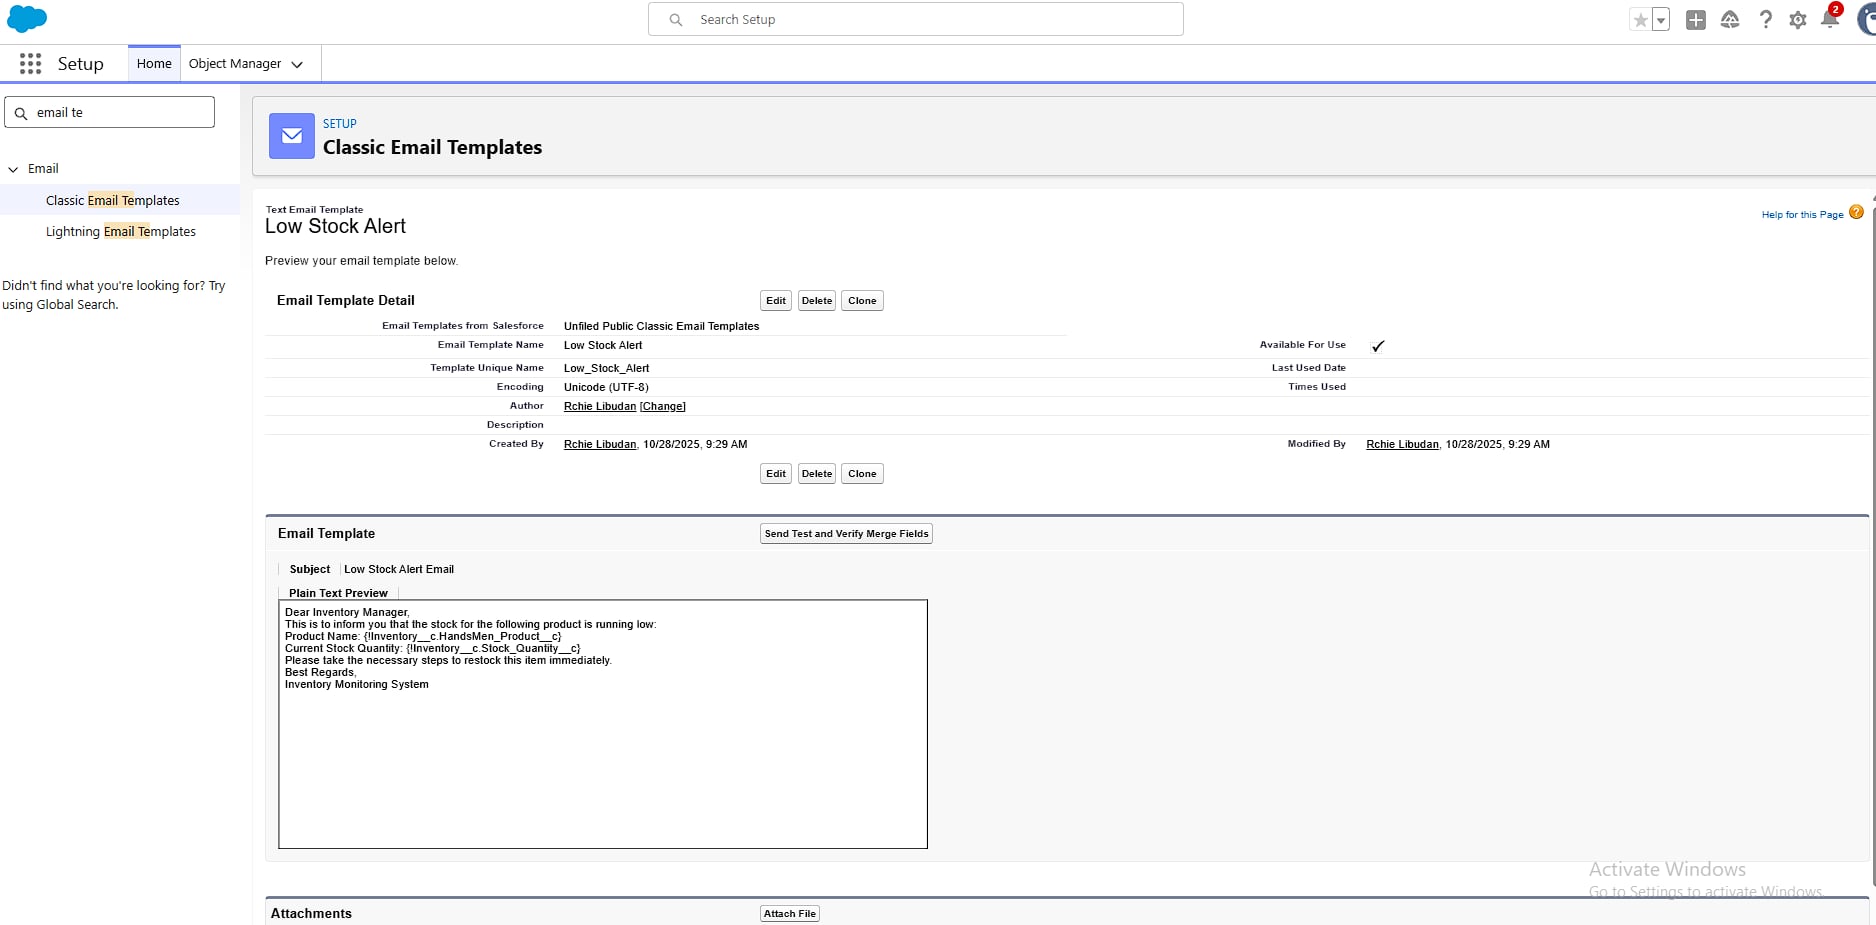 Search Setup
2
Setup
Home
Object Manager
email te
Email
Classic Email Templates
Lightning Email Templates
Didn't find what you're looking for? Try
using Global Search.
SETUP
Classic Email Templates
Text Email Template
Low Stock Alert
Help for this Page
?
Preview your email template below.
Email Template Detail
Edit
Delete
Clone
Email Templates from Salesforce
Unfiled Public Classic Email Templates
Email Template Name
Low Stock Alert
Available For Use
Template Unique Name
Low_Stock_Alert
Last Used Date
Encoding
Unicode (UTF-8)
Times Used
Author
Rchie Libudan [Change]
Description
Created By
Rchie Libudan, 10/28/2025, 9:29 AM
Modified By
Rchie Libudan, 10/28/2025, 9:29 AM
Edit
Delete
Clone
Email Template
Send Test and Verify Merge Fields
Subject
Low Stock Alert Email
Plain Text Preview
Dear Inventory Manager,
This is to inform you that the stock for the following product is running low:
Product Name: {!Inventory__c.HandsMen_Product__c}
Current Stock Quantity: {!Inventory__c.Stock_Quantity__c}
Please take the necessary steps to restock this item immediately.
Best Regards,
Inventory Monitoring System
Activate Windows
Go to Settings to activate Windows.
Attachments
Attach File